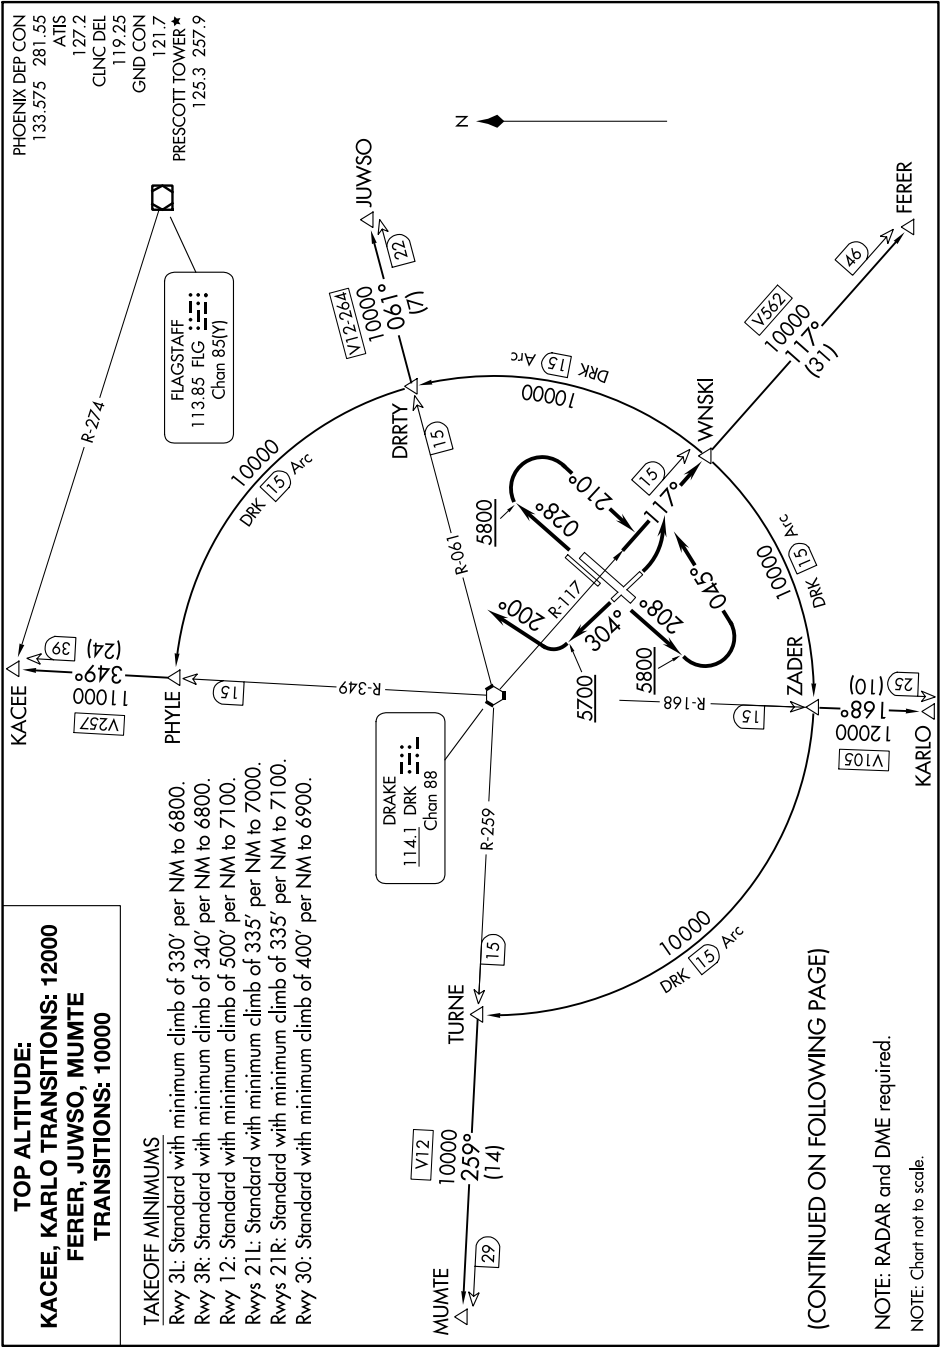 TOP ALTITUDE:
KACEE, KARLO TRANSITIONS: 12000
FERER, JUWSO, MUMTE
TRANSITIONS: 10000
TAKEOFF MINIMUMS
Rwy 3L: Standard with minimum climb of 330' per NM to 6800.
Rwy 3R: Standard with minimum climb of 340' per NM to 6800.
Rwy 12: Standard with minimum climb of 500' per NM to 7100.
Rwys 21L: Standard with minimum climb of 335' per NM to 7000.
Rwys 21R: Standard with minimum climb of 335' per NM to 7100.
Rwy 30: Standard with minimum climb of 400' per NM to 6900.
PHOENIX DEP CON
133.575 281.55
ATIS
127.2
CLNC DEL
119.25
GND CON
121.7
PRESCOTT TOWER★
125.3 257.9
KACEE
39
(24)
349°
11000
V257
PHYLE
15
R-349
R-274
FLAGSTAFF
113.85 FLG
Chan 85(Y)
N
10000
DRK 15 Arc
JUWSO
22
V12-264
10000
061°
(7)
DRRTY
15
R-061
10000
DRK 15 Arc
DRAKE
114.1 DRK
Chan 88
R-259
15
TURNE
V12
10000
259°
(14)
29
MUMTE
5800
028°
210°
200°
R-117
304°
5700
208°
5800
045°
117°
15
WNSKI
V562
10000
117°
(31)
46
FERER
10000
DRK 15 Arc
R-168
15
ZADER
(10)
168°
12000
V105
25
KARLO
10000
DRK 15 Arc
(CONTINUED ON FOLLOWING PAGE)
NOTE: RADAR and DME required.
NOTE: Chart not to scale.